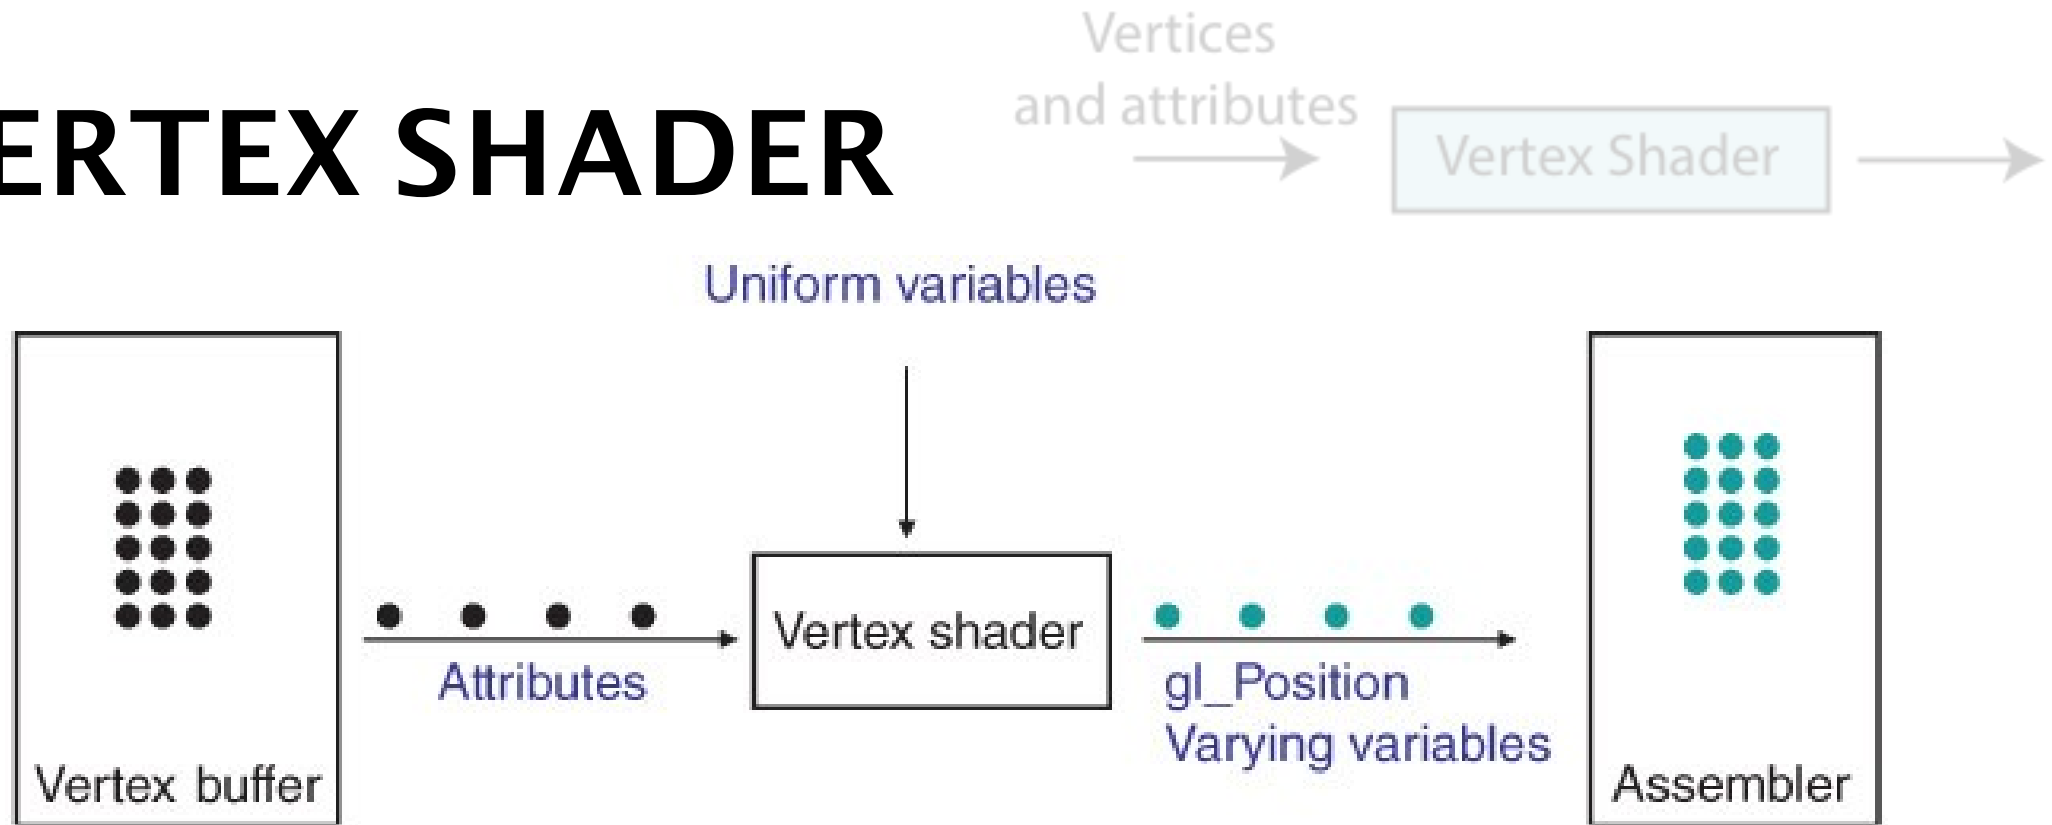 Vertices
and attributes
ERTEX SHADER
Vertex Shader
Uniform variables
Vertex shader
Attributes
gl_Position
Varying variables
Vertex buffer
Assembler